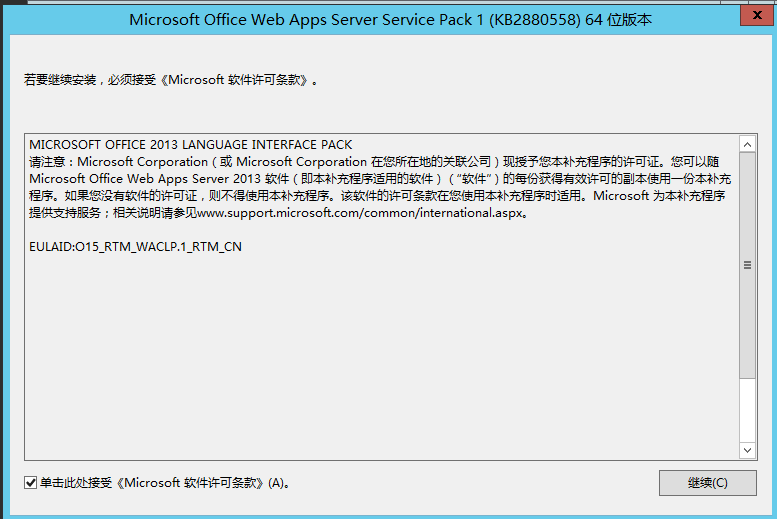 Microsoft Office Web Apps Server Service Pack 1 (KB2880558) 64 位版本
若要继续安装，必须接受《Microsoft 软件许可条款》。
MICROSOFT OFFICE 2013 LANGUAGE INTERFACE PACK
请注意：Microsoft Corporation（或 Microsoft Corporation 在您所在地的关联公司）现授予您本补充程序的许可证。您可以随
Microsoft Office Web Apps Server 2013 软件（即本补充程序适用的软件）（“软件”）的每份获得有效许可的副本使用一份本补充
程序。如果您没有软件的许可证，则不得使用本补充程序。该软件的许可条款在您使用本补充程序时适用。Microsoft 为本补充程序
提供支持服务；相关说明请参见www.support.microsoft.com/common/international.aspx。
EULAID:O15_RTM_WACLP.1_RTM_CN
单击此处接受《Microsoft 软件许可条款》(A)。
继续(C)